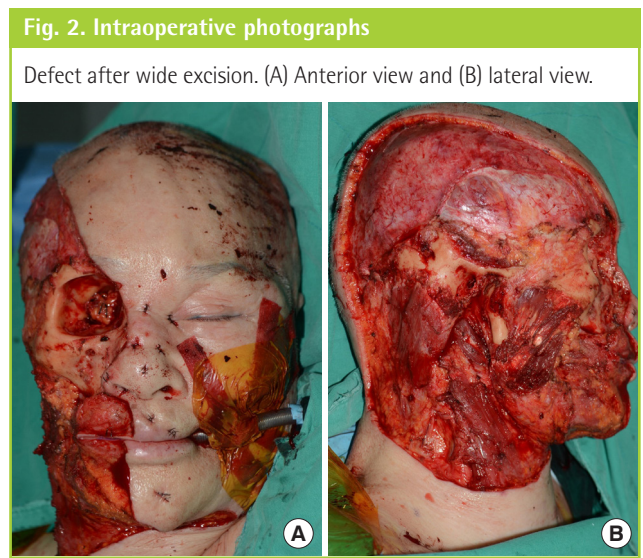 Fig. 2. Intraoperative photographs
Defect after wide excision. (A) Anterior view and (B) lateral view.
A
B